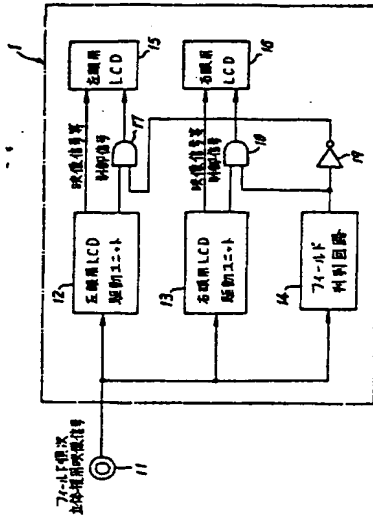 1
フィールド順次
立体視用映像信号
11
12
左眼用LCD
駆動ユニット
映像信号等
制御信号
17
左眼用
LCD
15
13
右眼用LCD
駆動ユニット
映像信号等
制御信号
18
右眼用
LCD
16
14
フィールド
判別回路
19